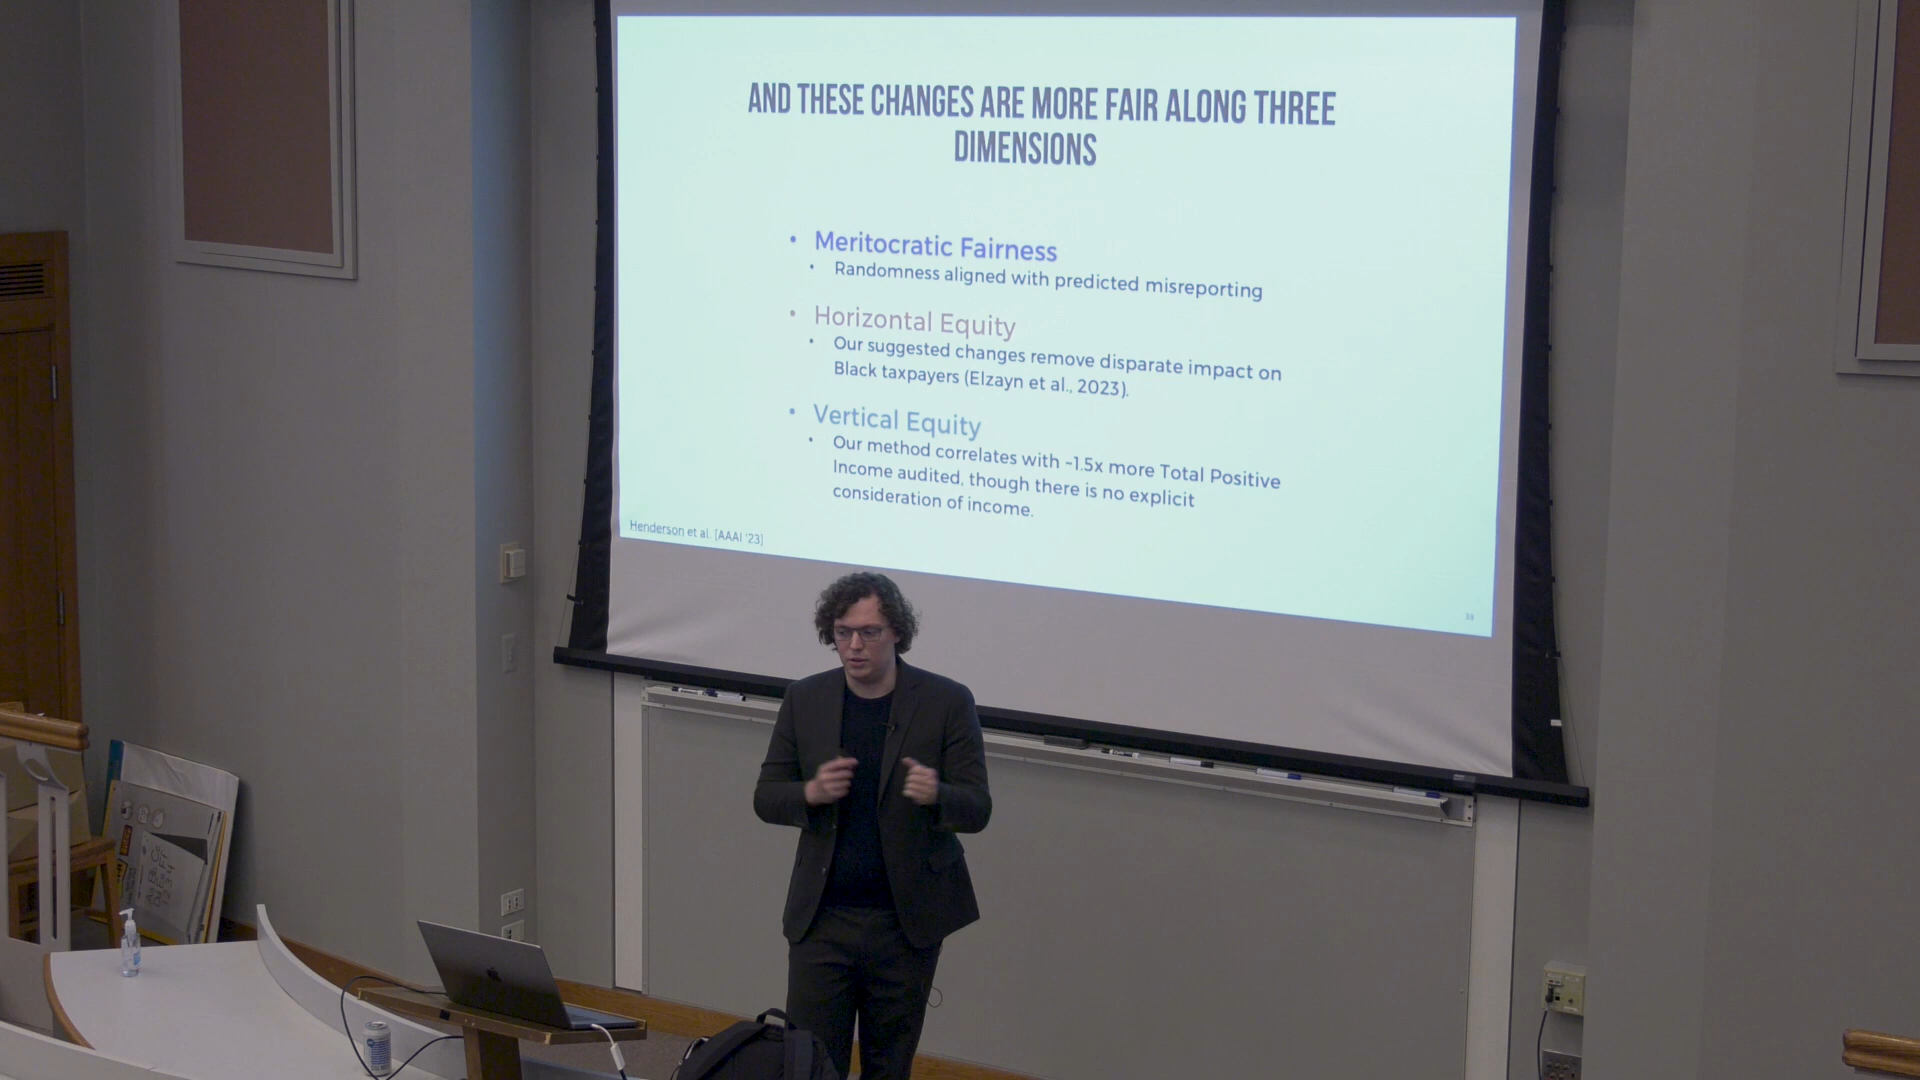 AND THESE CHANGES ARE MORE FAIR ALONG THREE
DIMENSIONS
• Meritocratic Fairness
• Randomness aligned with predicted misreporting
• Horizontal Equity
• Our suggested changes remove disparate impact on
Black taxpayers (Elzayn et al., 2023).
• Vertical Equity
• Our method correlates with ~1.5x more Total Positive
Income audited, though there is no explicit
consideration of income.
Henderson et al. [AAAI '23]